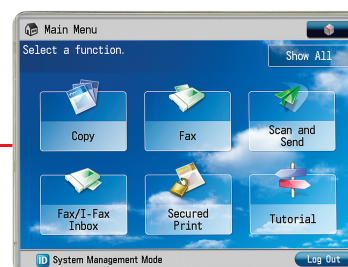 Main Menu
Select a function.
Show All
Copy
Fax
Scan and
Send
Fax/I-Fax
Inbox
Secured
Print
Tutorial
ID System Management Mode
Log Out